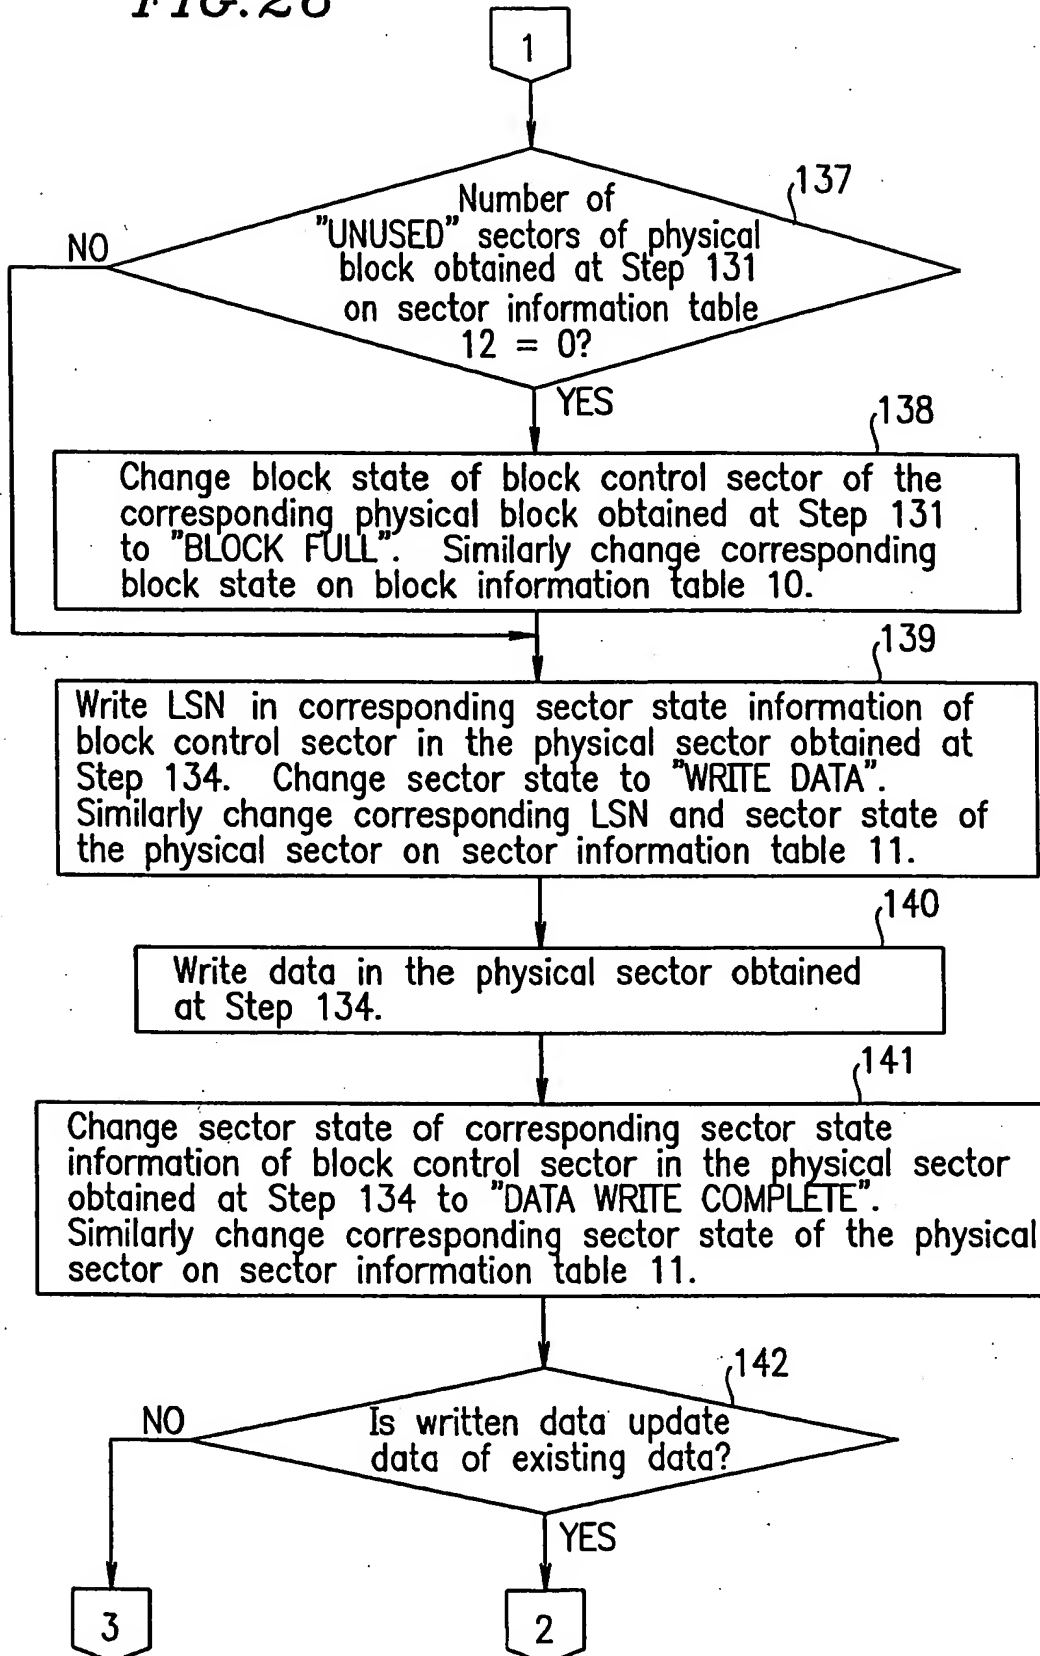 1
137
Number of
"UNUSED" sectors of physical
NO
block obtained at Step 131
on sector information table
12 = 0?
YES
138
Change block state of block control sector of the
corresponding physical block obtained at Step 131
to "BLOCK FULL". Similarly change corresponding
block state on block information table 10.
139
Write LSN in corresponding sector state information of
block control sector in the physical sector obtained at
Step 134. Change sector state to "WRITE DATA".
Similarly change corresponding LSN and sector state of
the physical sector on sector information table 11.
140
Write data in the physical sector obtained
at Step 134.
141
Change sector state of corresponding sector state
information of block control sector in the physical sector
obtained at Step 134 to "DATA WRITE COMPLETE".
Similarly change corresponding sector state of the physical
sector on sector information table 11.
142
NO
Is written data update
data of existing data?
YES
3
2